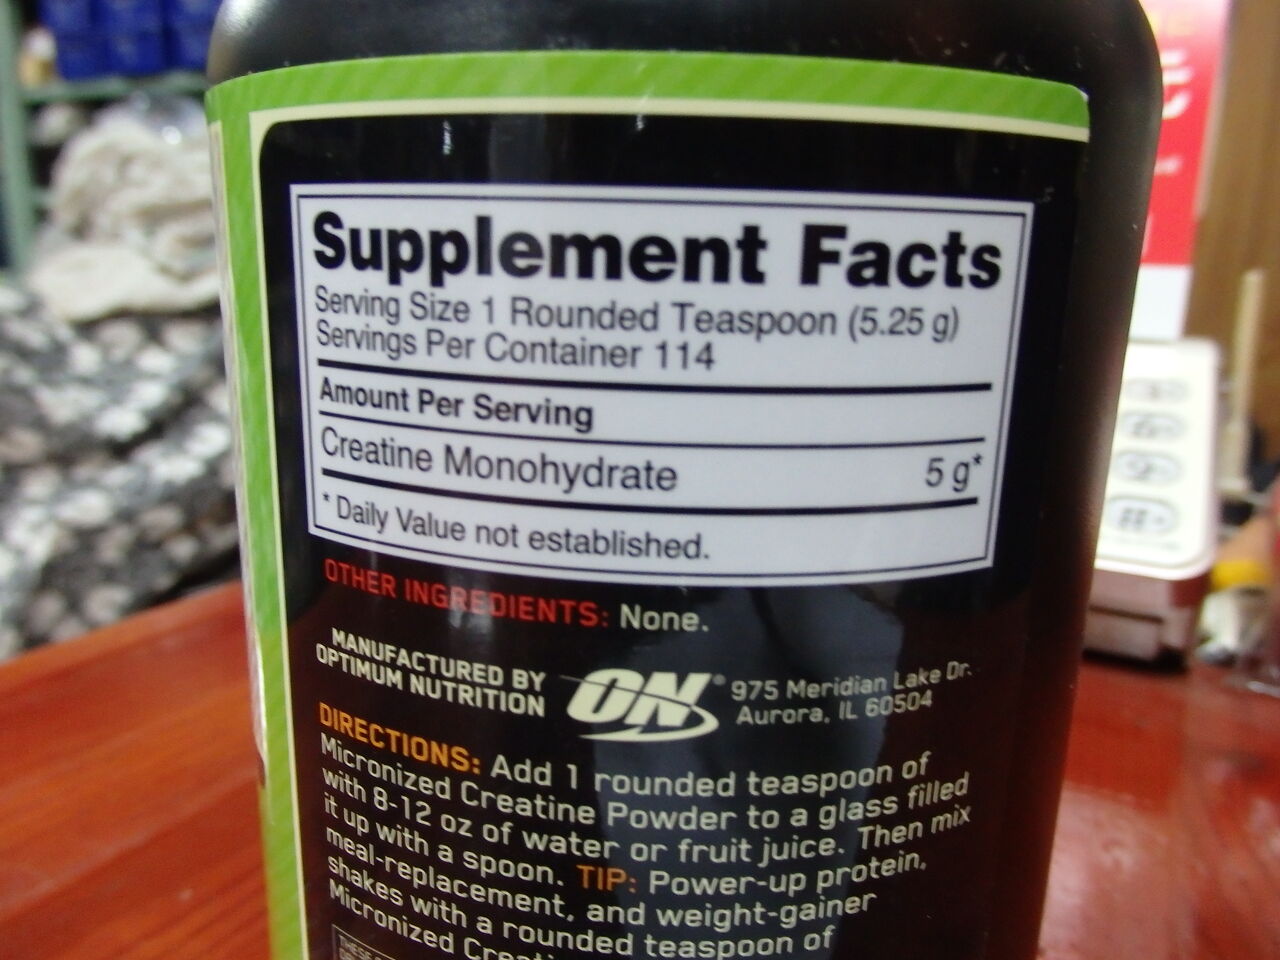 Supplement Facts
Serving Size 1 Rounded Teaspoon (5.25 g)
Servings Per Container 114
Amount Per Serving
Creatine Monohydrate 5 g*
* Daily Value not established.
OTHER INGREDIENTS: None.
MANUFACTURED BY
OPTIMUM NUTRITION
ON®
975 Meridian Lake Dr.
Aurora, IL 60504
DIRECTIONS: Add 1 rounded teaspoon of
Micronized Creatine Powder to a glass filled
with 8-12 oz of water or fruit juice. Then mix
it up with a spoon. TIP: Power-up protein,
meal-replacement, and weight-gainer
shakes with a rounded teaspoon of
Micronized
THESE